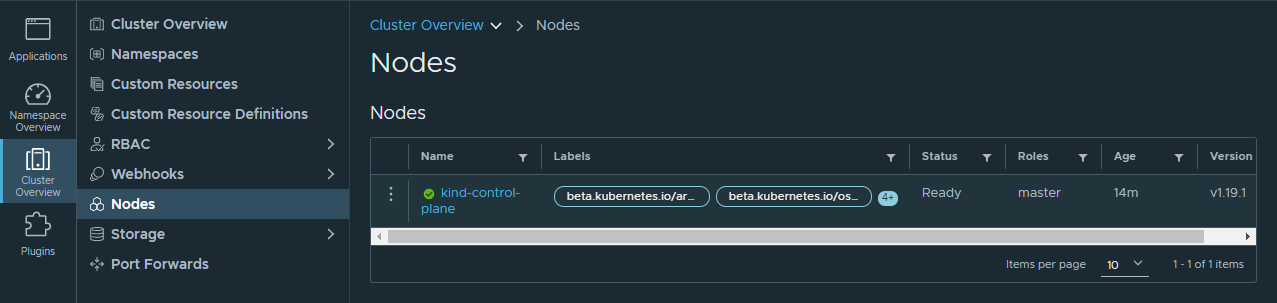 Applications
Namespace
Overview
Cluster
Overview
Plugins
Cluster Overview
Namespaces
Custom Resources
Custom Resource Definitions
RBAC
Webhooks
Nodes
Storage
Port Forwards
Cluster Overview > Nodes
Nodes
Nodes
Name Labels Status Roles Age Version
kind-control-plane beta.kubernetes.io/ar... beta.kubernetes.io/os... 4+ Ready master 14m v1.19.1
Items per page 10 1 - 1 of 1 items